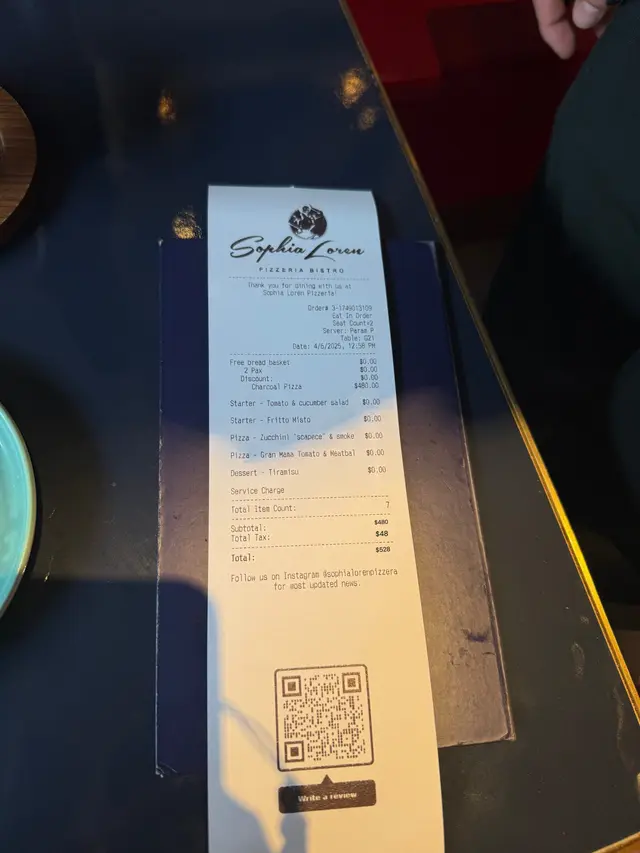 Sophia Loren
PIZZERIA BISTRO
Thank you for dining with us at
Sophia Loren Pizzeria!
Eat In Order
Seat Count×2
Server: Param P
Table: G21
Date: 4/6/2025, 12:58 PM
Free bread basket $0.00
2 Pax $0.00
Discount: $0.00
Charcoal Pizza $480.00
Starter - Tomato & cucumber salad $0.00
Starter - Fritto Misto $0.00
Pizza - Zucchini "scapece" & smoke $0.00
Pizza - Gran Mama Tomato & Meatbal $0.00
Dessert - Tiramisu $0.00
Service Charge
Total Item Count: 7
Subtotal: $480
Total Tax: $48
Total: $528
Follow us on Instagram @sophialorenpizzera
for most updated news.
Write a review